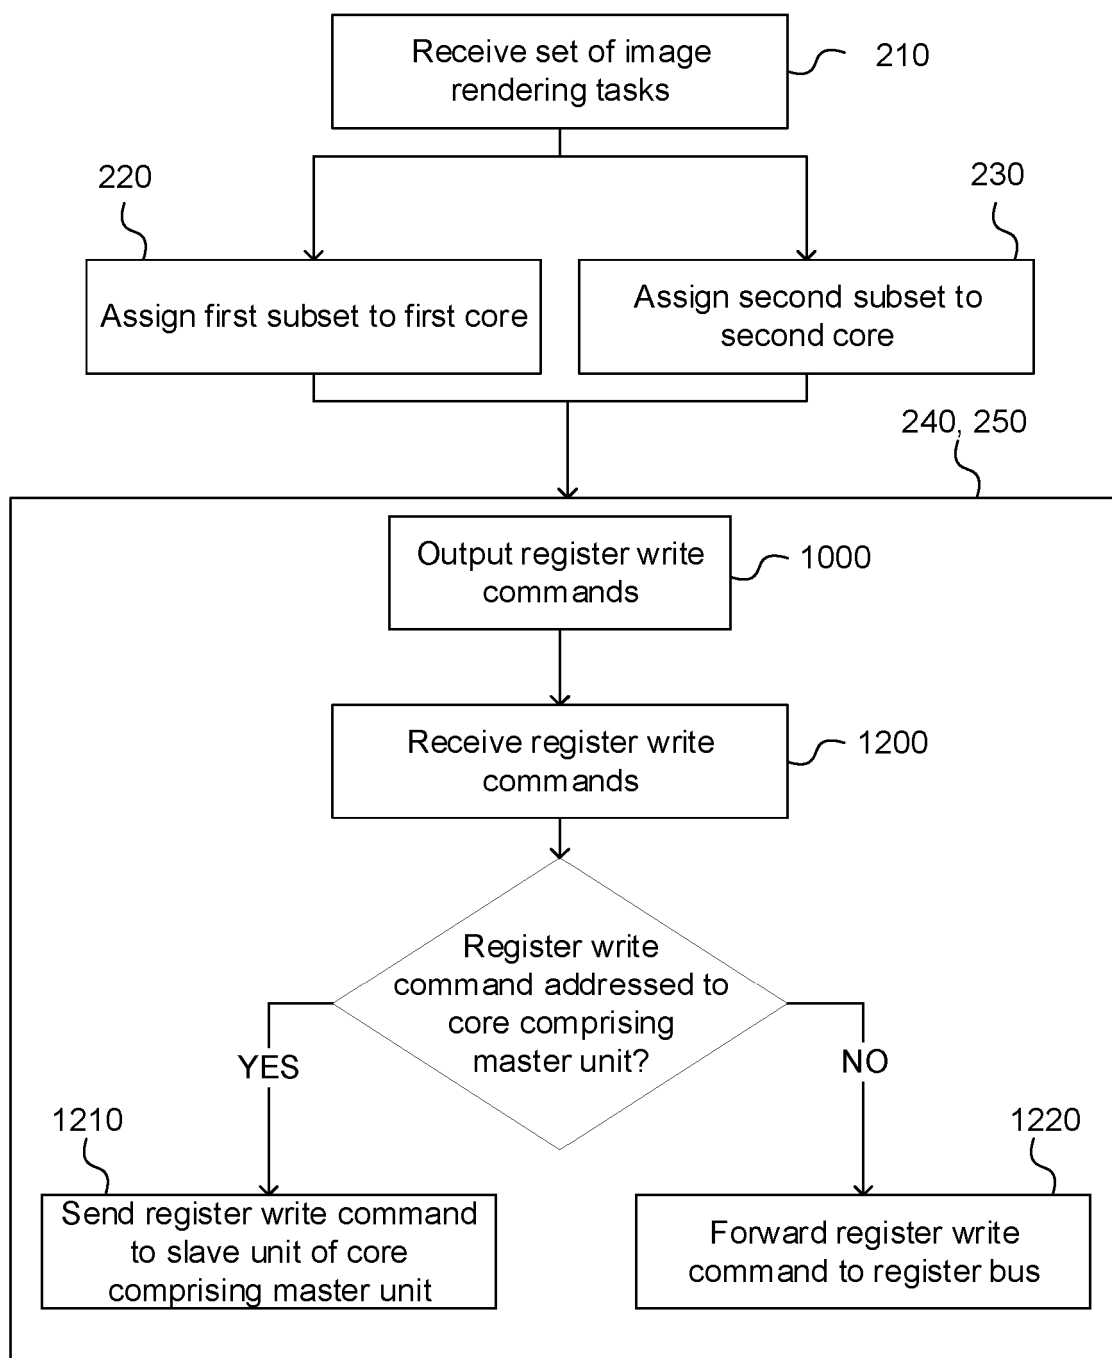 Receive set of image
rendering tasks
210
220
230
Assign first subset to first core
Assign second subset to
second core
240, 250
Output register write
commands
1000
Receive register write
commands
1200
Register write
command addressed to
core comprising
master unit?
YES
NO
1210
1220
Send register write command
to slave unit of core
comprising master unit
Forward register write
command to register bus